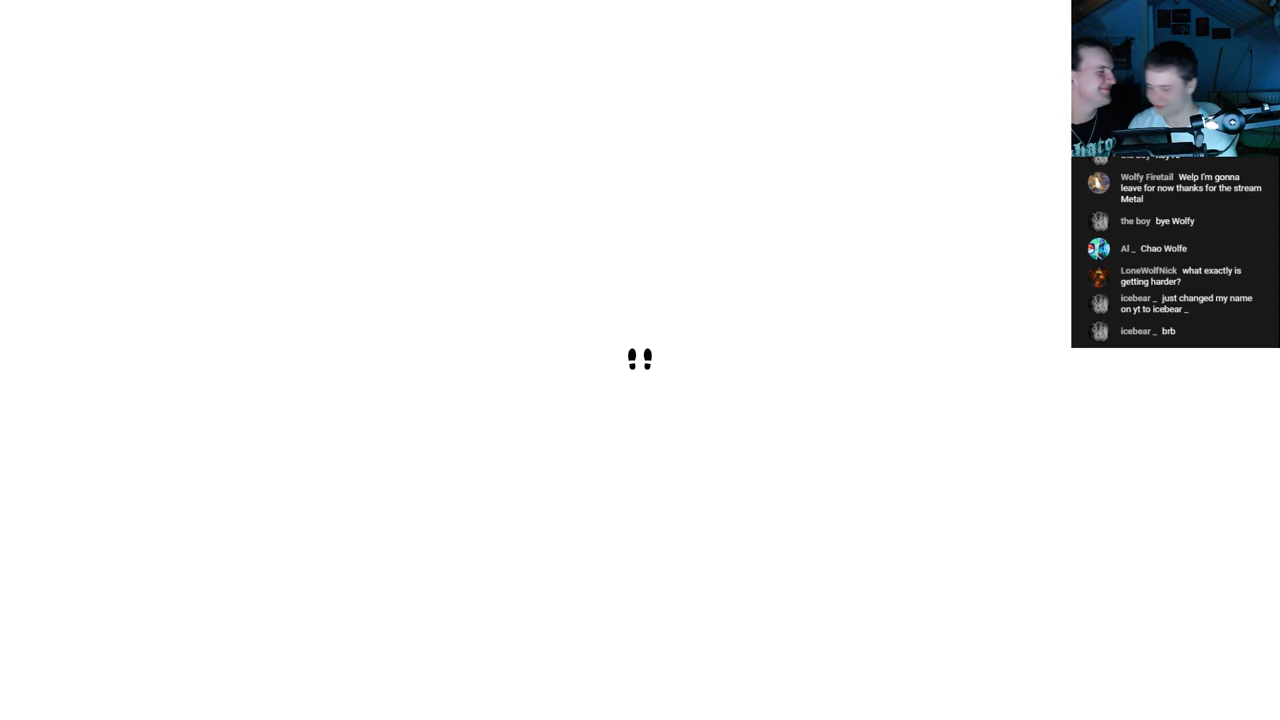 Wolfy Firetail Welp I'm gonna
leave for now thanks for the stream
Metal
the boy bye Wolfy
Al _ Chao Wolfe
LoneWolfNick what exactly is
getting harder?
icebear _ just changed my name
on yt to icebear _
icebear _ brb